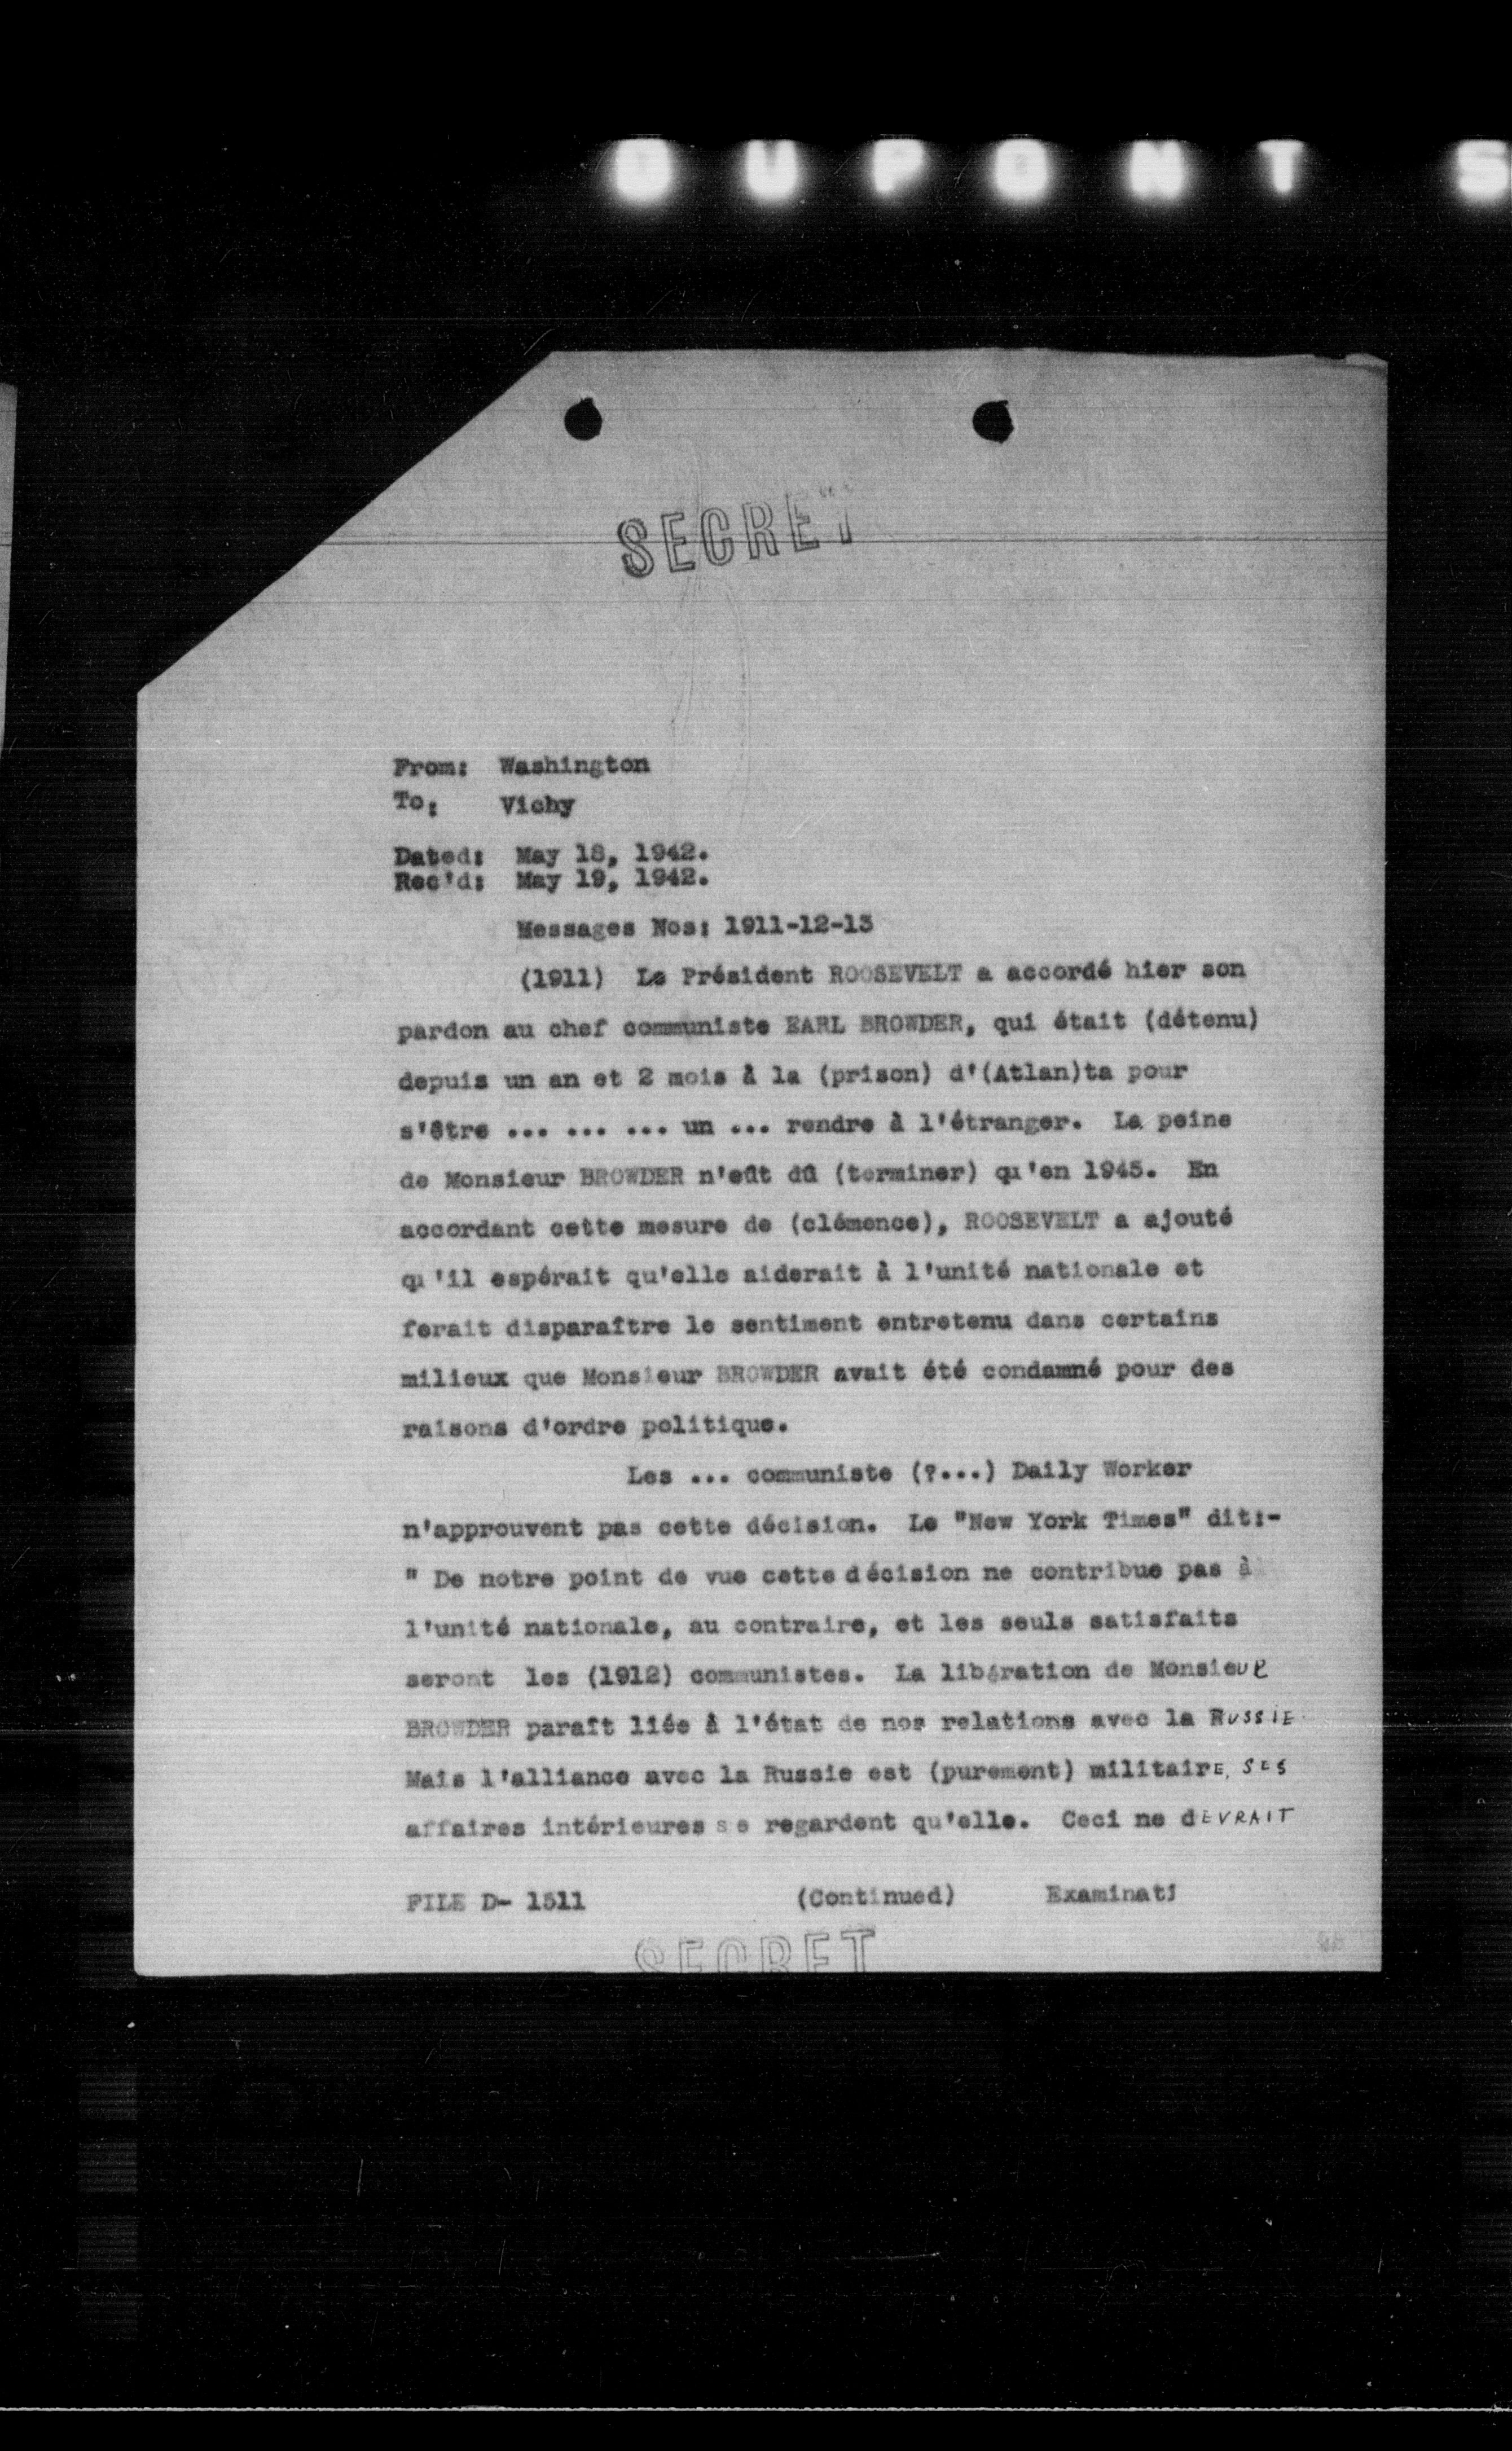 DUPONT S
SECRET
From: Washington
To: Vichy
Dated: May 18, 1942.
Rec'd: May 19, 1942.
Messages Nos: 1911-12-13
(1911) Le Président ROOSEVELT a accordé hier son
pardon au chef communiste EARL BROWDER, qui était (détenu)
depuis un an et 2 mois à la (prison) d'(Atlan)ta pour
s'être ... ... ... un ... rendre à l'étranger. La peine
de Monsieur BROWDER n'eût dû (terminer) qu'en 1945. En
accordant cette mesure de (clémence), ROOSEVELT a ajouté
qu'il espérait qu'elle aiderait à l'unité nationale et
ferait disparaître le sentiment entretenu dans certains
milieux que Monsieur BROWDER avait été condamné pour des
raisons d'ordre politique.
Les ... communiste (?...) Daily Worker
n'approuvent pas cette décision. Le "New York Times" dit:-
" De notre point de vue cette décision ne contribue pas à
l'unité nationale, au contraire, et les seuls satisfaits
seront les (1912) communistes. La libération de Monsieur
BROWDER paraît liée à l'état de nos relations avec la RUSSIE
Mais l'alliance avec la Russie est (purement) militairE, SES
affaires intérieures se regardent qu'elle. Ceci ne dEVRAIT
FILE D- 1511 (Continued) Examinati
SECRET